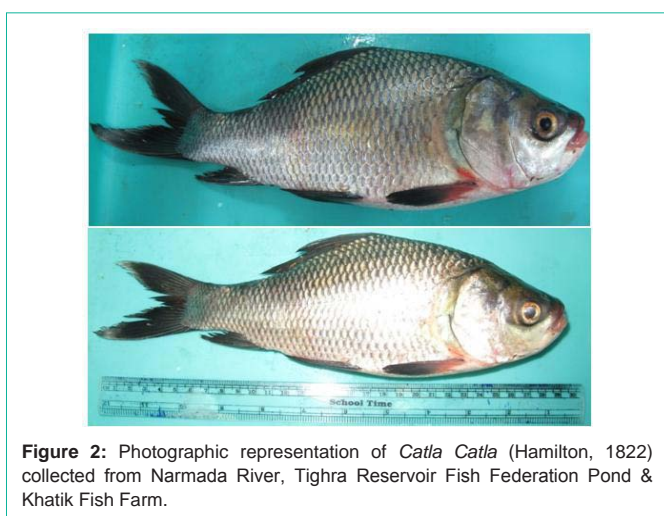 School Time
Figure 2: Photographic representation of Catla Catla (Hamilton, 1822)
collected from Narmada River, Tighra Reservoir Fish Federation Pond &
Khatik Fish Farm.